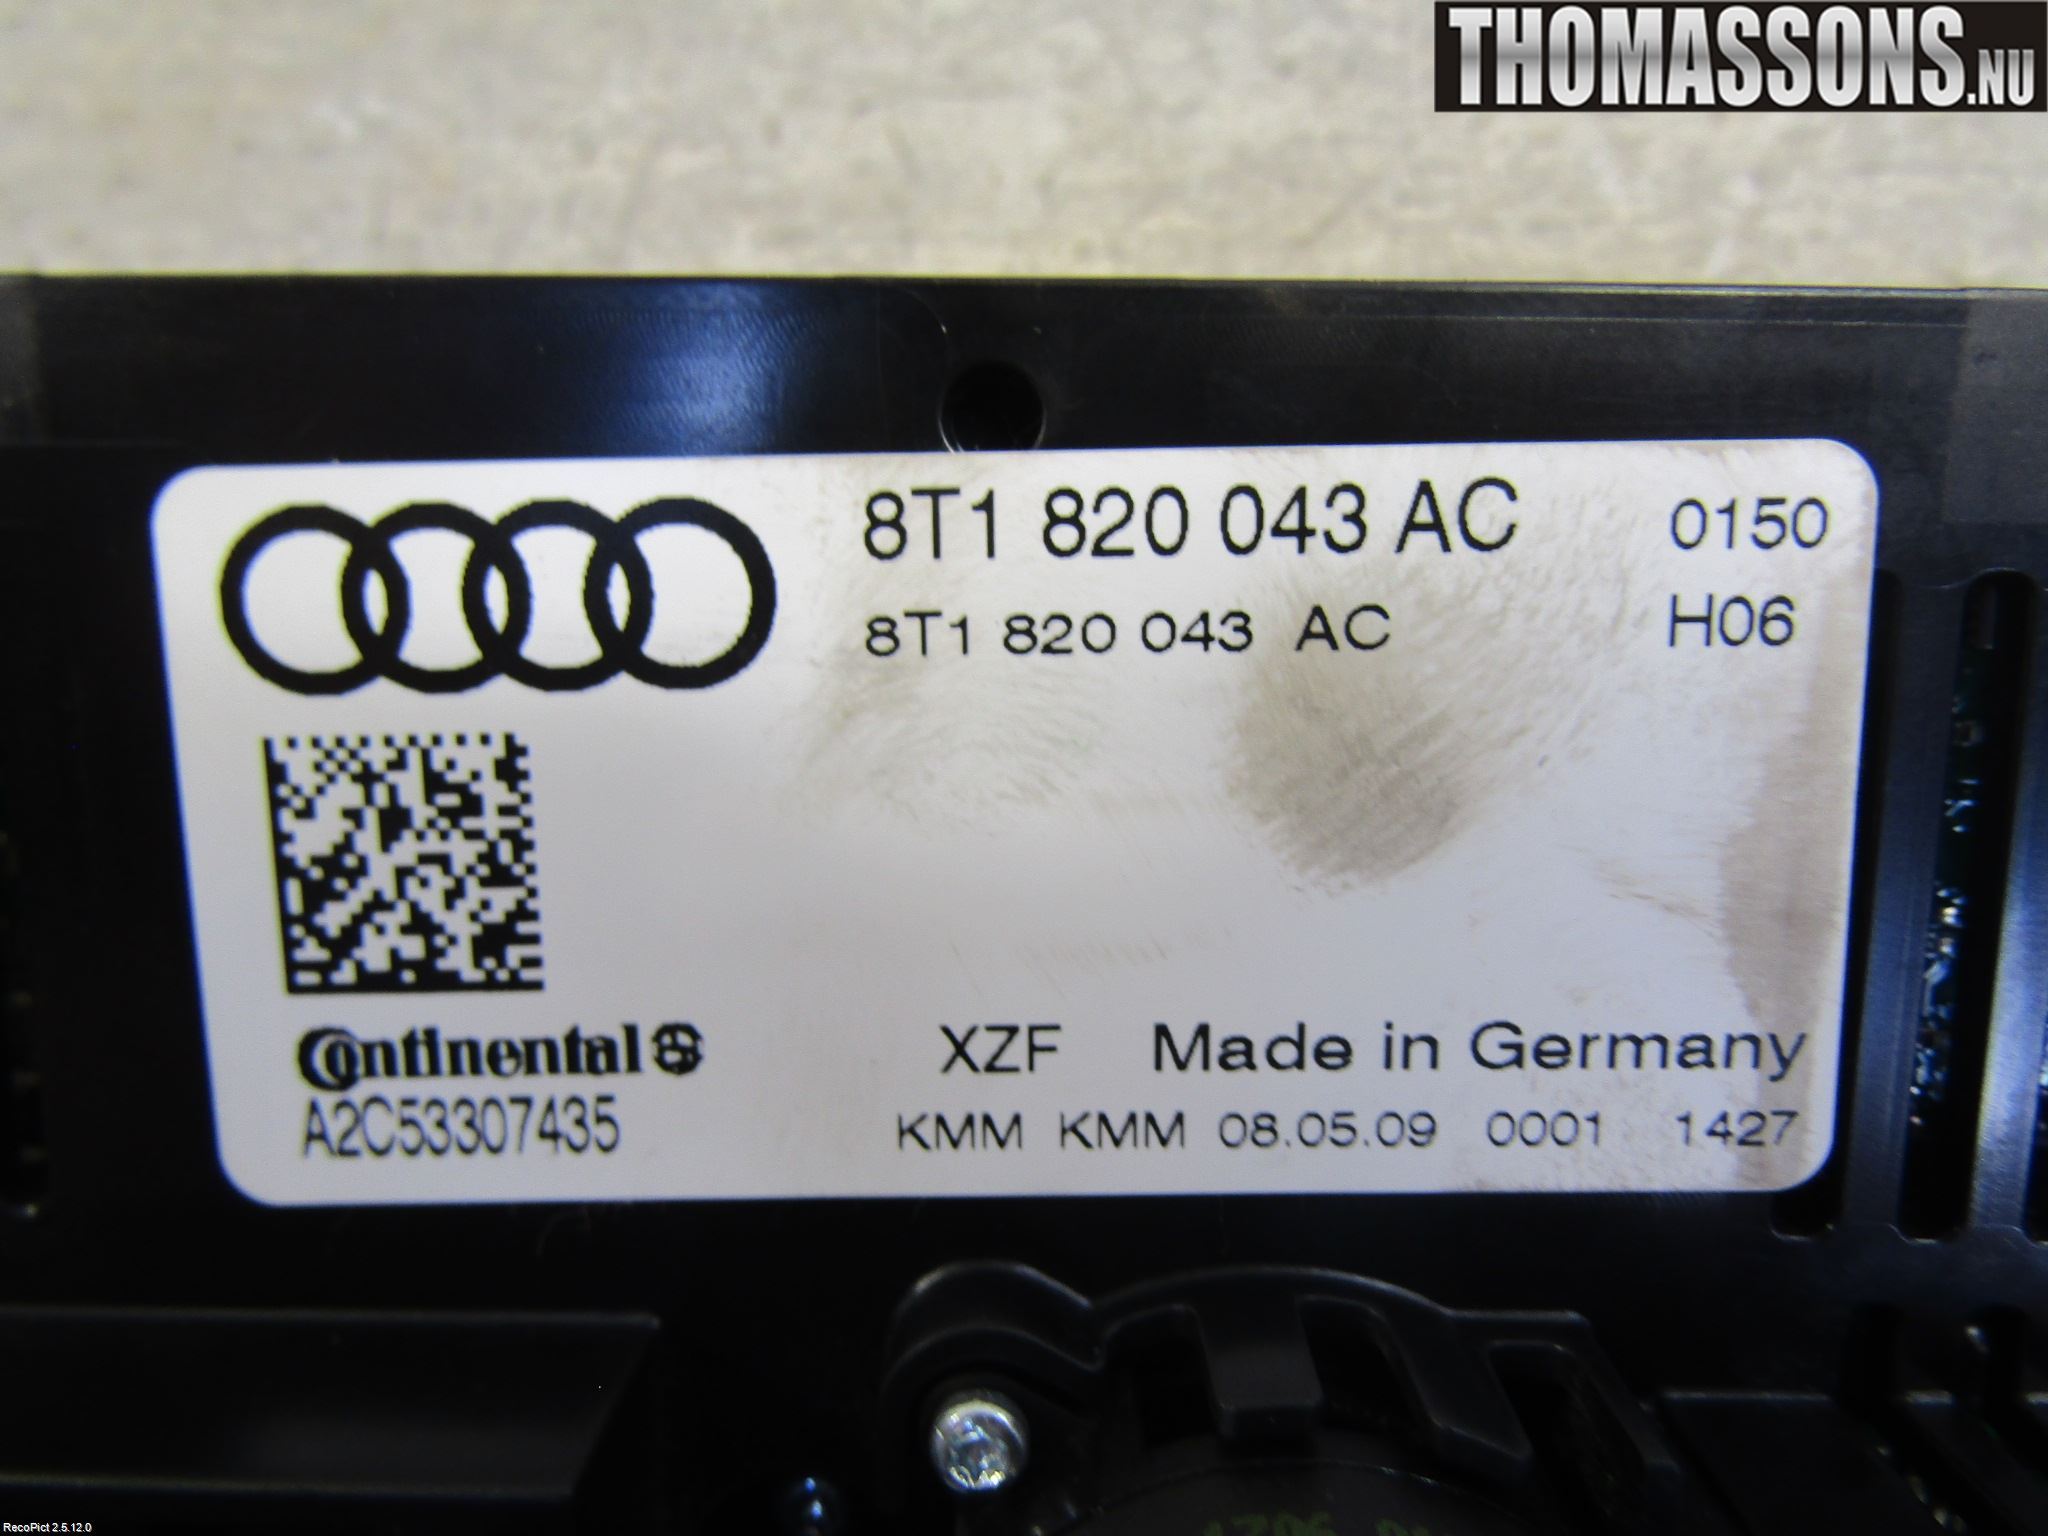 THOMASSONS.NU
8T1 820 043 AC 0150
8T1 820 043 AC H06
Continental
A2C53307435
XZF Made in Germany
KMM KMM 08.05.09 0001 1427
RecoPict 2.5.12.0